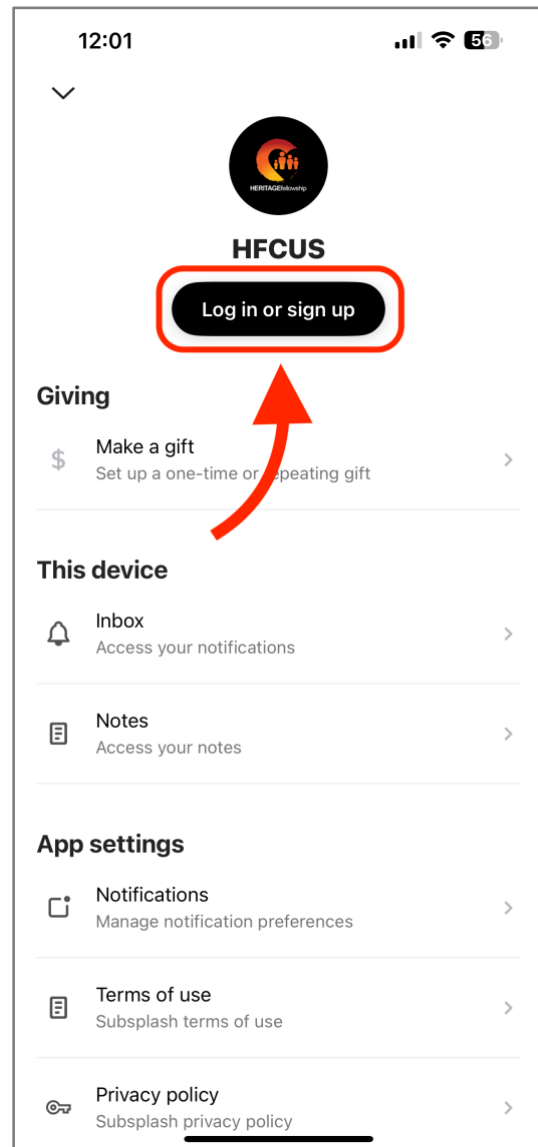 12:01
56
HERITAGEfellowship
HFCUS
Log in or sign up
Giving
$
Make a gift
Set up a one-time or repeating gift
This device
Inbox
Access your notifications
Notes
Access your notes
App settings
Notifications
Manage notification preferences
Terms of use
Subsplash terms of use
Privacy policy
Subsplash privacy policy